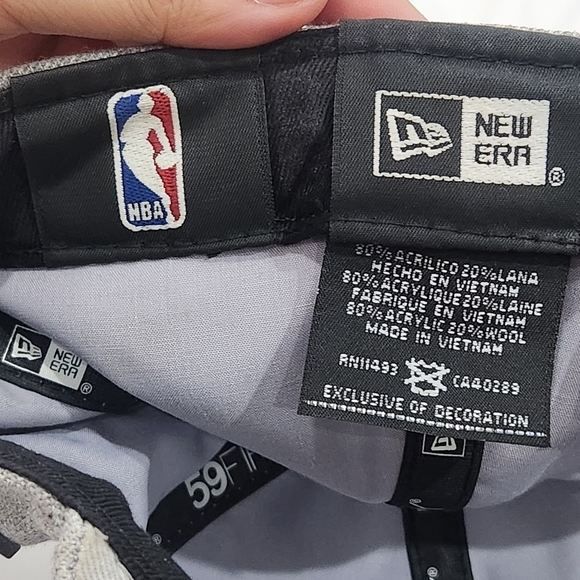 NBA
NEW
ERA
®
80% ACRILICO 20% LANA
HECHO EN VIETNAM
80% ACRYLIQUE 20% LAINE
FABRIQUE EN VIETNAM
80% ACRYLIC 20% WOOL
MADE IN VIETNAM
RN11493 CA40289
EXCLUSIVE OF DECORATION
NEW
ERA
®
59FIF